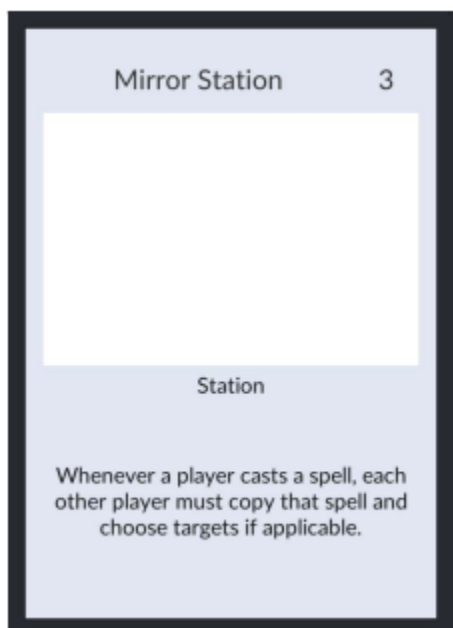 Mirror Station 3
Station
Whenever a player casts a spell, each
other player must copy that spell and
choose targets if applicable.